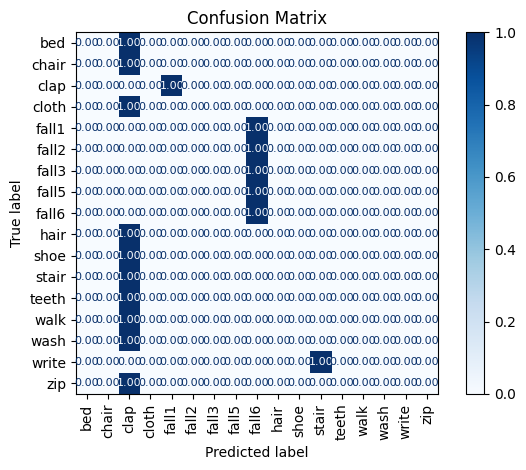 Confusion Matrix
bed 0.00 0.00 1.00 0.00 0.00 0.00 0.00 0.00 0.00 0.00 0.00 0.00 0.00 0.00 0.00 0.00 0.00
chair 0.00 0.00 1.00 0.00 0.00 0.00 0.00 0.00 0.00 0.00 0.00 0.00 0.00 0.00 0.00 0.00 0.00
clap 0.00 0.00 0.00 0.00 1.00 0.00 0.00 0.00 0.00 0.00 0.00 0.00 0.00 0.00 0.00 0.00 0.00
cloth 0.00 0.00 1.00 0.00 0.00 0.00 0.00 0.00 0.00 0.00 0.00 0.00 0.00 0.00 0.00 0.00 0.00
fall1 0.00 0.00 0.00 0.00 0.00 0.00 0.00 0.00 1.00 0.00 0.00 0.00 0.00 0.00 0.00 0.00 0.00
fall2 0.00 0.00 0.00 0.00 0.00 0.00 0.00 0.00 1.00 0.00 0.00 0.00 0.00 0.00 0.00 0.00 0.00
fall3 0.00 0.00 0.00 0.00 0.00 0.00 0.00 0.00 1.00 0.00 0.00 0.00 0.00 0.00 0.00 0.00 0.00
fall5 0.00 0.00 0.00 0.00 0.00 0.00 0.00 0.00 1.00 0.00 0.00 0.00 0.00 0.00 0.00 0.00 0.00
fall6 0.00 0.00 0.00 0.00 0.00 0.00 0.00 0.00 1.00 0.00 0.00 0.00 0.00 0.00 0.00 0.00 0.00
hair 0.00 0.00 1.00 0.00 0.00 0.00 0.00 0.00 0.00 0.00 0.00 0.00 0.00 0.00 0.00 0.00 0.00
shoe 0.00 0.00 1.00 0.00 0.00 0.00 0.00 0.00 0.00 0.00 0.00 0.00 0.00 0.00 0.00 0.00 0.00
stair 0.00 0.00 1.00 0.00 0.00 0.00 0.00 0.00 0.00 0.00 0.00 0.00 0.00 0.00 0.00 0.00 0.00
teeth 0.00 0.00 1.00 0.00 0.00 0.00 0.00 0.00 0.00 0.00 0.00 0.00 0.00 0.00 0.00 0.00 0.00
walk 0.00 0.00 1.00 0.00 0.00 0.00 0.00 0.00 0.00 0.00 0.00 0.00 0.00 0.00 0.00 0.00 0.00
wash 0.00 0.00 1.00 0.00 0.00 0.00 0.00 0.00 0.00 0.00 0.00 0.00 0.00 0.00 0.00 0.00 0.00
write 0.00 0.00 0.00 0.00 0.00 0.00 0.00 0.00 0.00 0.00 0.00 1.00 0.00 0.00 0.00 0.00 0.00
zip 0.00 0.00 1.00 0.00 0.00 0.00 0.00 0.00 0.00 0.00 0.00 0.00 0.00 0.00 0.00 0.00 0.00
True label
bed chair clap cloth fall1 fall2 fall3 fall5 fall6 hair shoe stair teeth walk wash write zip
Predicted label
1.0
0.8
0.6
0.4
0.2
0.0